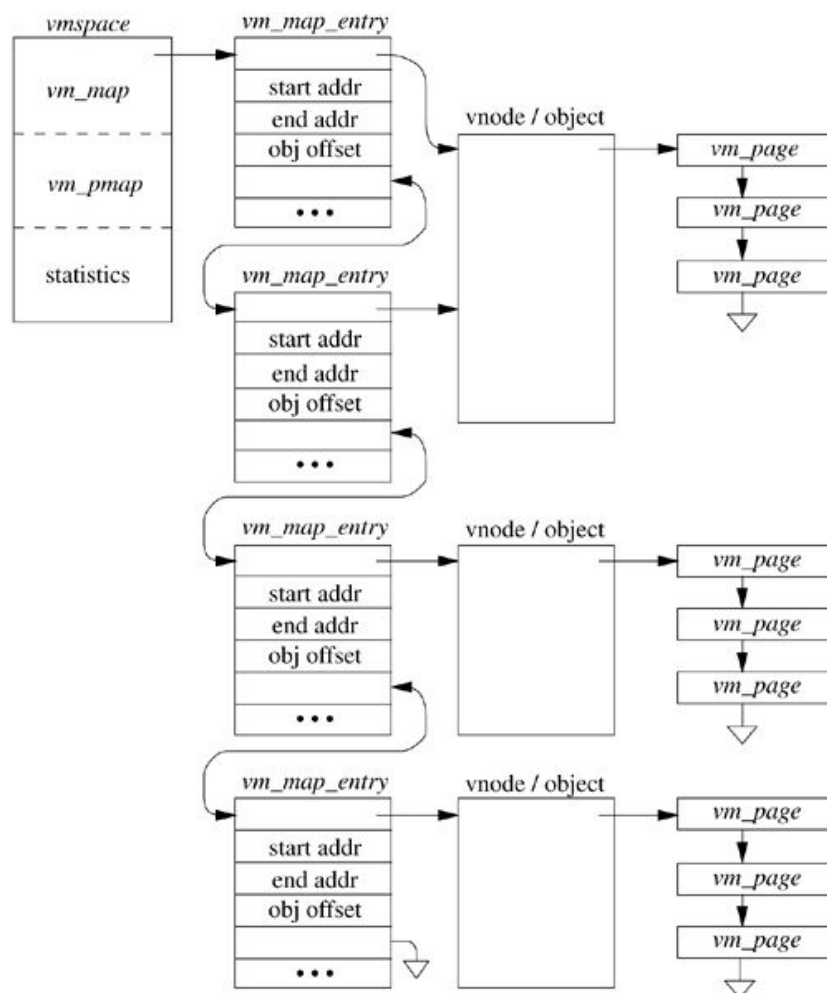 vmspace
vm_map
vm_pmap
statistics
vm_map_entry
start addr
end addr
obj offset
•••
vnode / object
vm_page
vm_page
vm_page
vm_map_entry
start addr
end addr
obj offset
•••
vm_map_entry
start addr
end addr
obj offset
•••
vnode / object
vm_page
vm_page
vm_page
vm_map_entry
start addr
end addr
obj offset
•••
vnode / object
vm_page
vm_page
vm_page